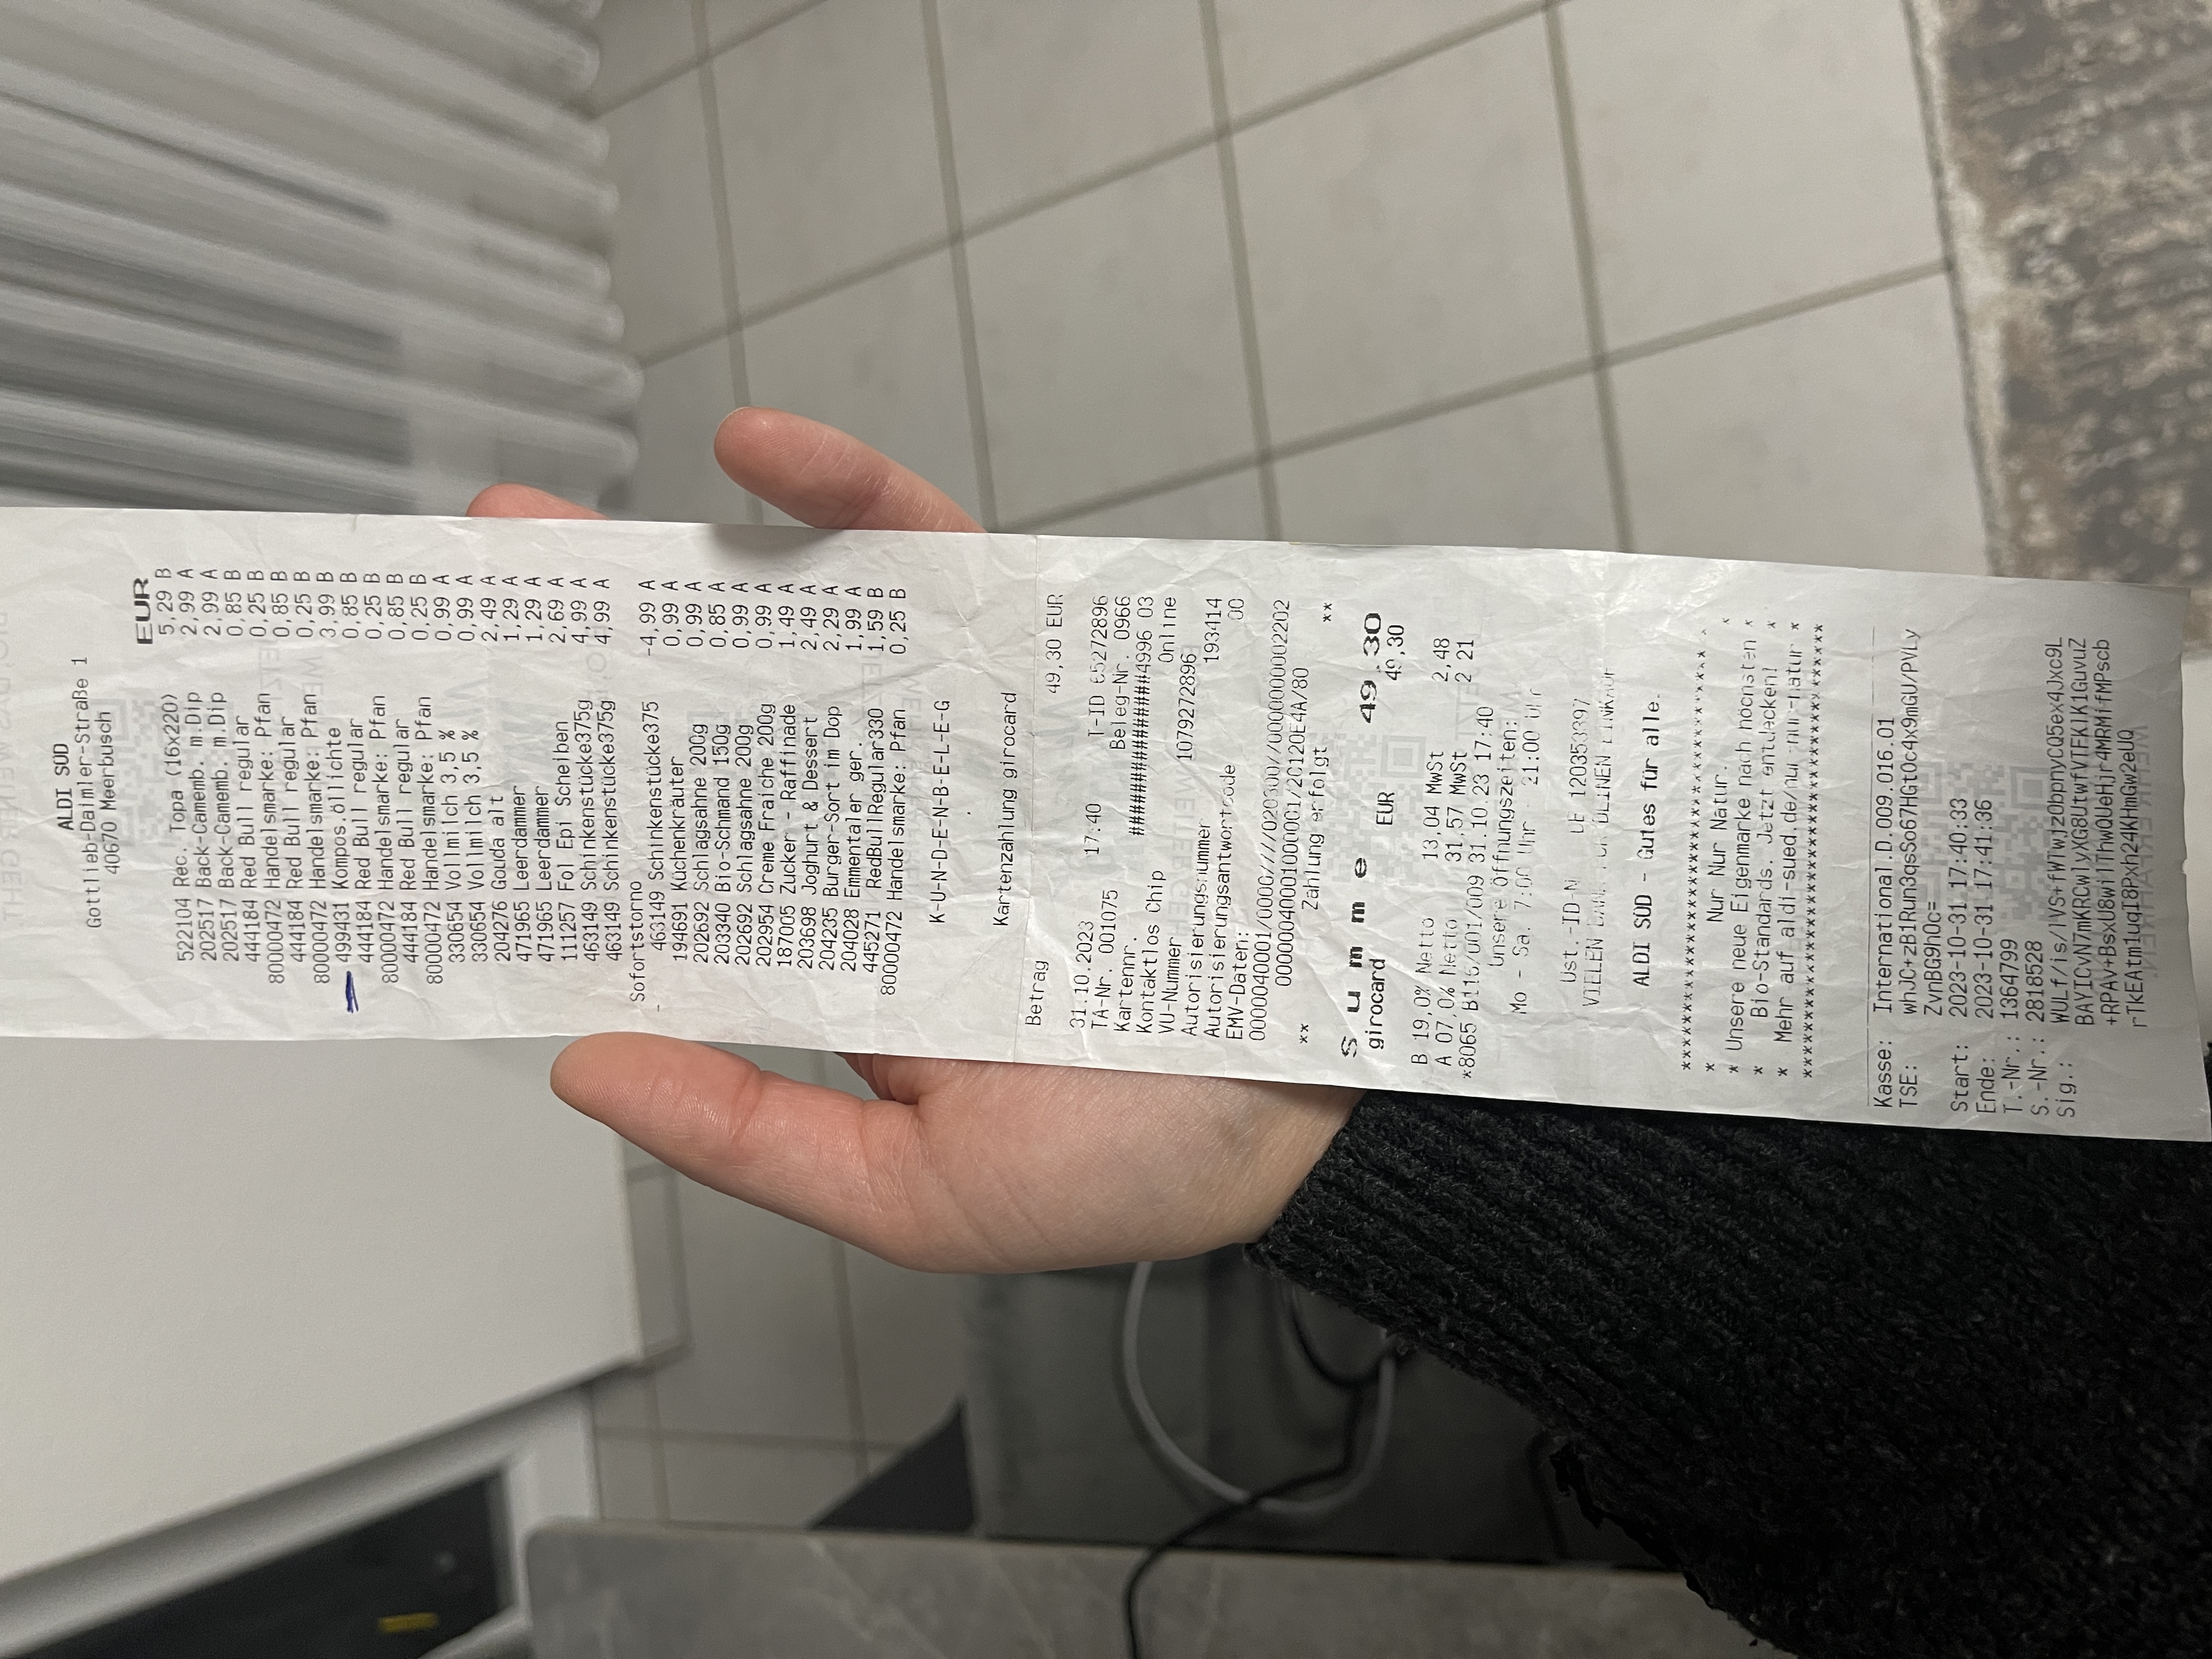 ALDI SÜD
Gottlieb-Daimler-Straße 1
40670 Meerbusch
EUR
522104 Rec. Topa (16x220) 5,29 B
202517 Back-Camemb. m.Dip 2,99 A
202517 Back-Camemb. m.Dip 2,99 A
444184 Red Bull regular 0,85 B
80000472 Handelsmarke: Pfan 0,25 B
444184 Red Bull regular 0,85 B
80000472 Handelsmarke: Pfan 0,25 B
499431 Kompos.öllichte 3,99 B
444184 Red Bull regular 0,85 B
80000472 Handelsmarke: Pfan 0,25 B
444184 Red Bull regular 0,85 B
80000472 Handelsmarke: Pfan 0,25 B
330654 Vollmilch 3,5 % 0,99 A
330654 Vollmilch 3,5 % 0,99 A
204276 Gouda alt 2,49 A
471965 Leerdammer 1,29 A
471965 Leerdammer 1,29 A
111257 Fol Epi Scheiben 2,69 A
463149 Schinkenstücke375g 4,99 A
463149 Schinkenstücke375g 4,99 A
Sofortstorno
- 463149 Schinkenstücke375 -4,99 A
194691 Küchenkräuter 0,99 A
202692 Schlagsahne 200g 0,99 A
203340 Bio-Schmand 150g 0,85 A
202692 Schlagsahne 200g 0,99 A
202954 Creme Fraiche 200g 0,99 A
187005 Zucker - Raffinade 1,49 A
203698 Joghurt & Dessert 2,49 A
204235 Burger-Sort im Dop 2,29 A
204028 Emmentaler ger. 1,99 A
445271 RedBullRegular330 1,59 B
80000472 Handelsmarke: Pfan 0,25 B
K-U-N-D-E-N-B-E-L-E-G
.
Kartenzahlung girocard
Betrag 49,30 EUR
31.10.2023 17:40 T-ID 65272896
TA-Nr. 001075 Beleg-Nr. 0966
Kartennr. ###############4996 03
Kontaktlos Chip Online
VU-Nummer 1079272896
Autorisierungsnummer 193414
Autorisierungsantwortcode 00
EMV-Daten:
0000040001/0000////020300//0000000002202
00000040001000001/20120E4A/80
** Zahlung erfolgt **
Summe 49.30
girocard EUR 49,30
B 19,0% Netto 13,04 MwSt 2,48
A 07,0% Netto 31,57 MwSt 2 21
*8065 B116/001/009 31.10.23 17:40
Unsere Öffnungszeiten:
Mo - Sa. 7:00 Uhr - 21:00 Uhr
Ust.-ID-N DE 120353397
VIELEN DANK FÜR DEINEN EINKAUF
ALDI SÜD - Gutes für alle.
************************************
* Nur Nur Natur. *
* Unsere neue Eigenmarke nach höchsten *
* Bio-Standards. Jetzt entdecken! *
* Mehr auf aldi-sued.de/nur-nur-natur *
***************************************
Kasse: International.D.009.016.01
TSE: whJC+zB1Run3qsSo67HGt0c4x9mGU/PVLy
ZvnBG9hOc=
Start: 2023-10-31 17:40:33
Ende: 2023-10-31 17:41:36
T.-Nr.: 1364799
S.-Nr.: 2818528
Sig.: WULf/is/lVS+fWTwjzObpnyCQ5ex4Jxc9L
BAYICvN7mKRCwlyXG8UtwfVTFKlK1GuvuZ
+RPAv+BsxU8wi1ThwQUeHjr4MRMifMPscb
rTkEAtm1uqI8Pxh24KHmGw2eUQ